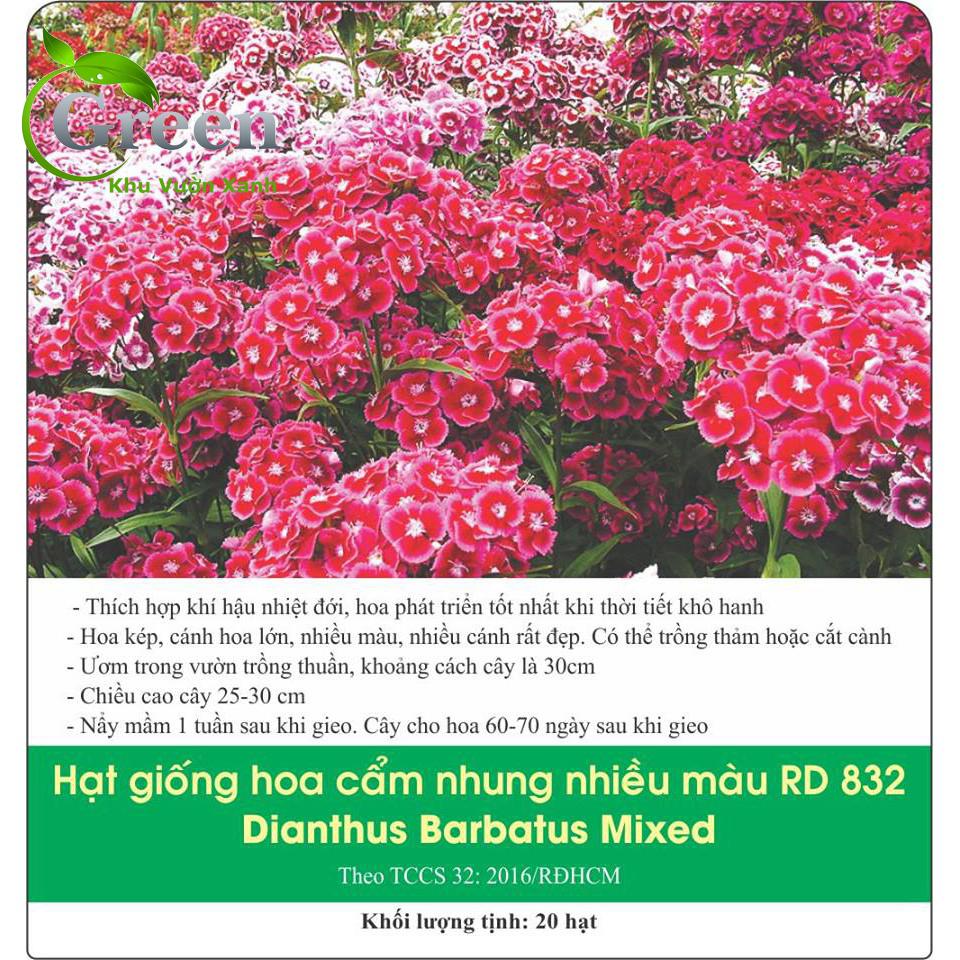 Green
Khu Vườn Xanh
- Thích hợp khí hậu nhiệt đới, hoa phát triển tốt nhất khi thời tiết khô hanh
- Hoa kép, cánh hoa lớn, nhiều màu, nhiều cánh rất đẹp. Có thể trồng thảm hoặc cắt cành
- Ươm trong vườn trồng thuần, khoảng cách cây là 30cm
- Chiều cao cây 25-30 cm
- Nẩy mầm 1 tuần sau khi gieo. Cây cho hoa 60-70 ngày sau khi gieo
Hạt giống hoa cẩm nhung nhiều màu RD 832
Dianthus Barbatus Mixed
Theo TCCS 32: 2016/RĐHCM
Khối lượng tịnh: 20 hạt